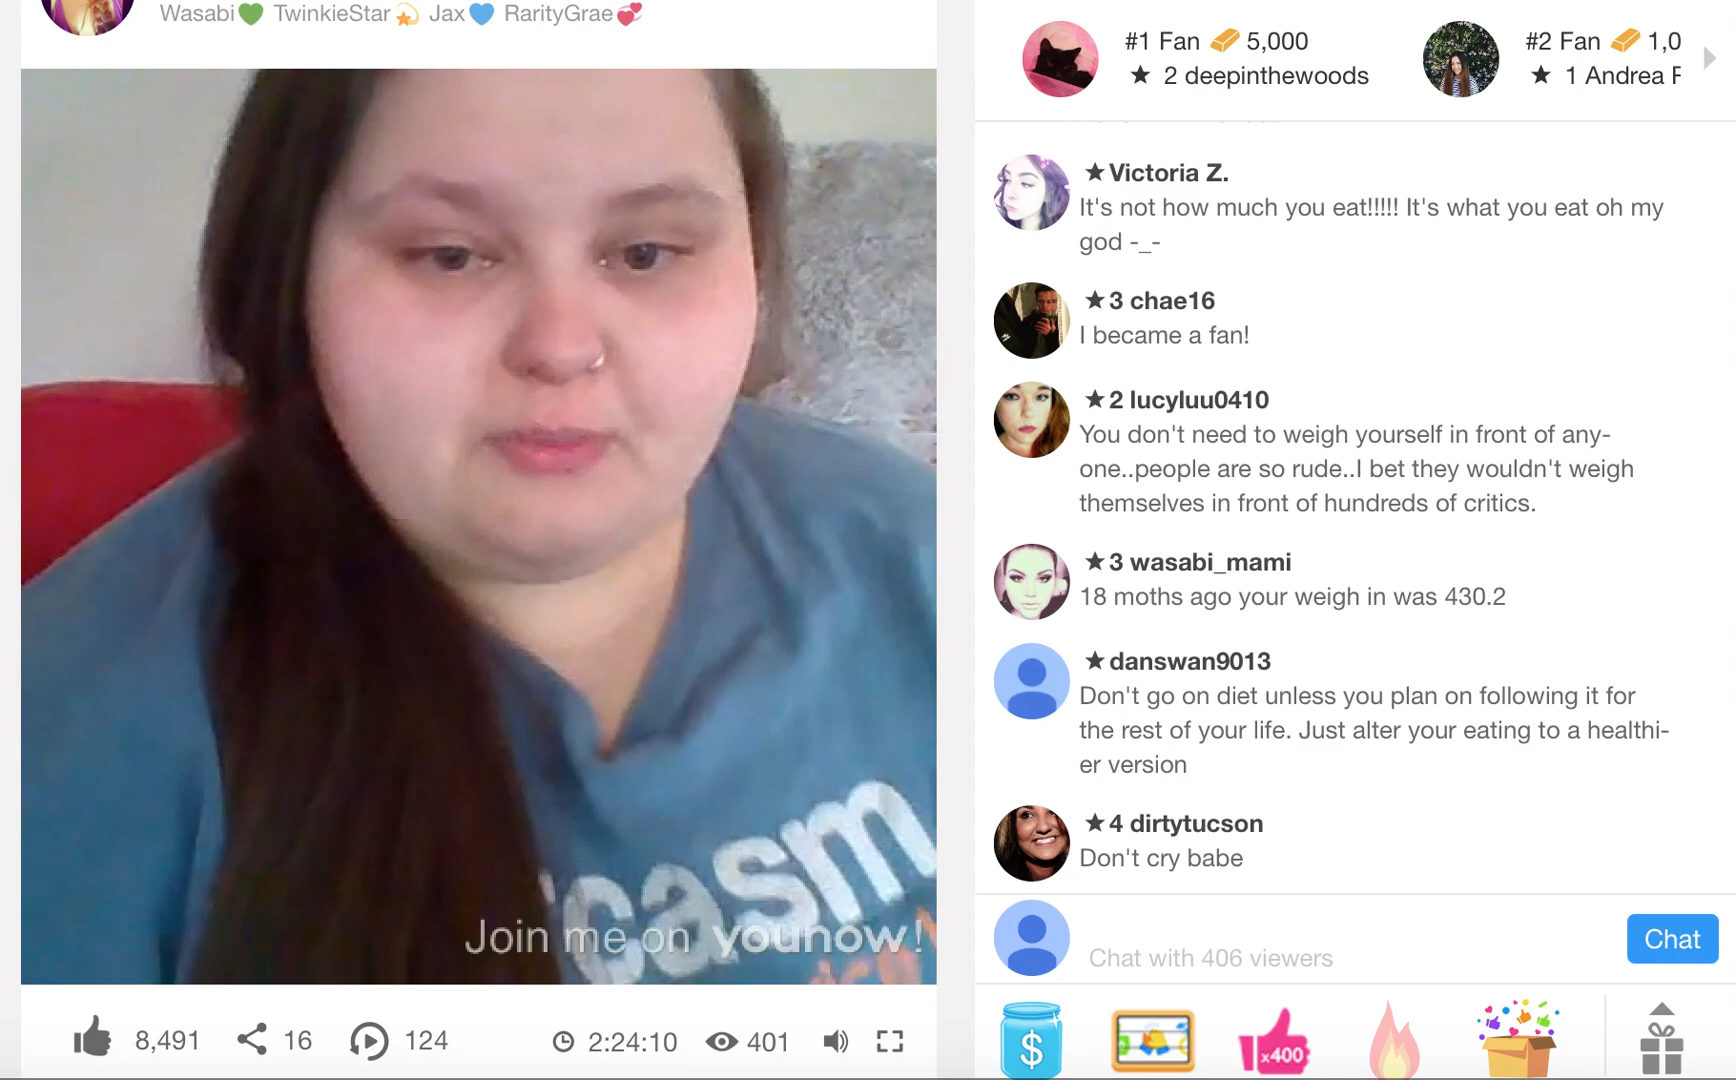 Wasabi💚 TwinkieStar💫 Jax💙 RarityGrae💞
casm
Join me on younow!
8,491
16
124
2:24:10
401
#1 Fan 5,000
★ 2 deepinthewoods
#2 Fan 1,0
★ 1 Andrea F
★ Victoria Z.
It's not how much you eat!!!!! It's what you eat oh my
god -_-
★ 3 chae16
I became a fan!
★ 2 lucyluu0410
You don't need to weigh yourself in front of any-
one..people are so rude..I bet they wouldn't weigh
themselves in front of hundreds of critics.
★ 3 wasabi_mami
18 moths ago your weigh in was 430.2
★ danswan9013
Don't go on diet unless you plan on following it for
the rest of your life. Just alter your eating to a healthi-
er version
★ 4 dirtytucson
Don't cry babe
Chat with 406 viewers
Chat
$
x400